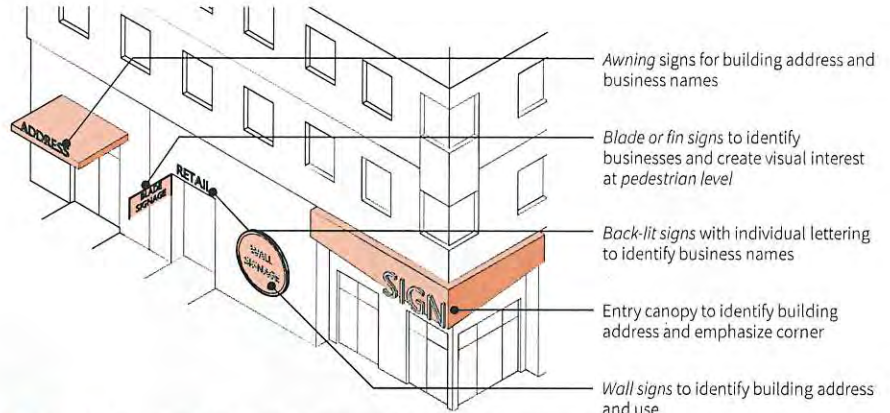 Awning signs for building address and
business names
ADDRESS
Blade or fin signs to identify
businesses and create visual interest
at pedestrian level
RETAIL
BLADE
SIGNAGE
Back-lit signs with individual lettering
to identify business names
WALL
SIGNAGE
SIGN
Entry canopy to identify building
address and emphasize corner
Wall signs to identify building address
and use